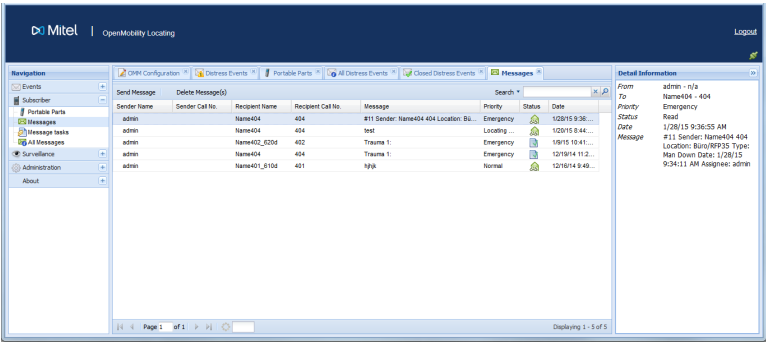 Mitel | OpenMobility Locating
Logout
Navigation
Events
Subscriber
Portable Parts
Messages
Message tasks
All Messages
Surveillance
Administration
About
OMM Configuration Distress Events Portable Parts All Distress Events Closed Distress Events Messages
Send Message Delete Message(s) Search
Sender Name Sender Call No. Recipient Name Recipient Call No. Message Priority Status Date
admin Name404 404 #11 Sender: Name404 404 Location: Bü... Emergency 1/28/15 9:36:...
admin Name404 404 test Locating ... 1/20/15 8:44:...
admin Name402_620d 402 Trauma 1: Emergency 1/9/15 10:41:...
admin Name404 404 Trauma 1: Emergency 12/19/14 11:2...
admin Name401_610d 401 hjhjk Normal 12/16/14 9:49...
Page 1 of 1
Displaying 1 - 5 of 5
Detail Information
From admin - n/a
To Name404 - 404
Priority Emergency
Status Read
Date 1/28/15 9:36:55 AM
Message #11 Sender: Name404 404
Location: Büro/RFP35 Type:
Man Down Date: 1/28/15
9:34:11 AM Assignee: admin